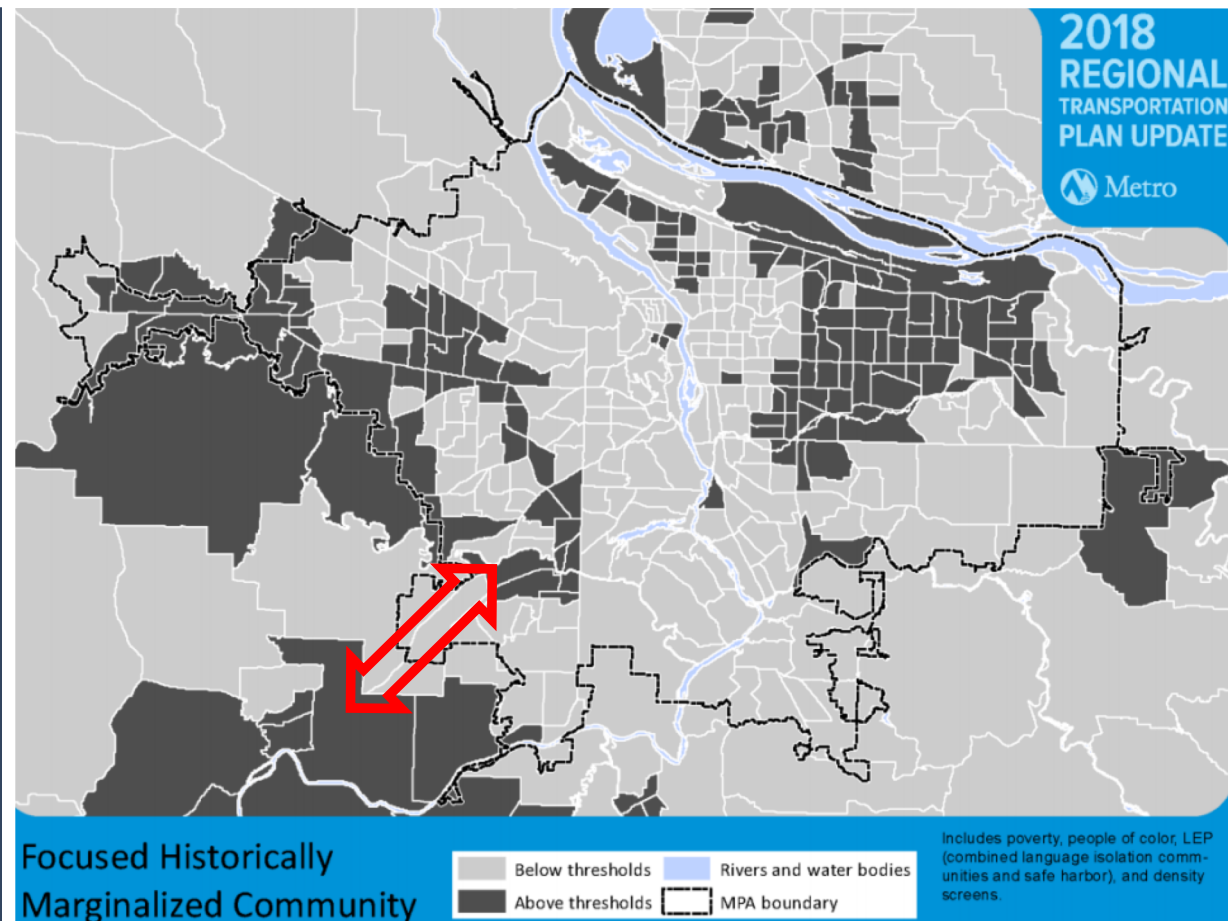 2018
REGIONAL
TRANSPORTATION
PLAN UPDATE
Metro
Focused Historically
Marginalized Community
Below thresholds
Above thresholds
Rivers and water bodies
MPA boundary
Includes poverty, people of color, LEP
(combined language isolation comm-
unities and safe harbor), and density
screens.